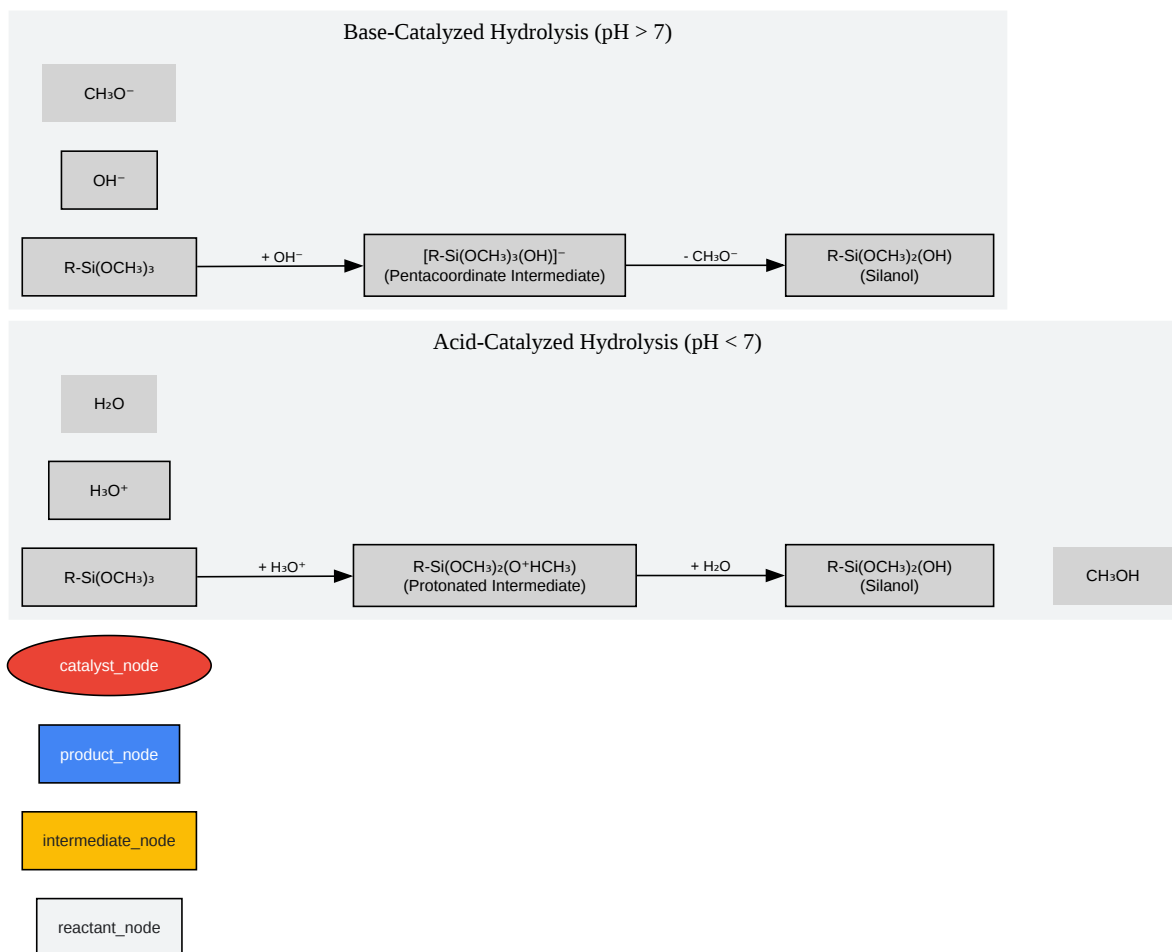 Base-Catalyzed Hydrolysis (pH > 7)
CH₃O⁻
OH⁻
R-Si(OCH₃)₃
+ OH⁻
[R-Si(OCH₃)₃(OH)]⁻
(Pentacoordinate Intermediate)
- CH₃O⁻
R-Si(OCH₃)₂(OH)
(Silanol)
Acid-Catalyzed Hydrolysis (pH < 7)
H₂O
H₃O⁺
R-Si(OCH₃)₃
+ H₃O⁺
R-Si(OCH₃)₂(O⁺HCH₃)
(Protonated Intermediate)
+ H₂O
R-Si(OCH₃)₂(OH)
(Silanol)
CH₃OH
catalyst_node
product_node
intermediate_node
reactant_node